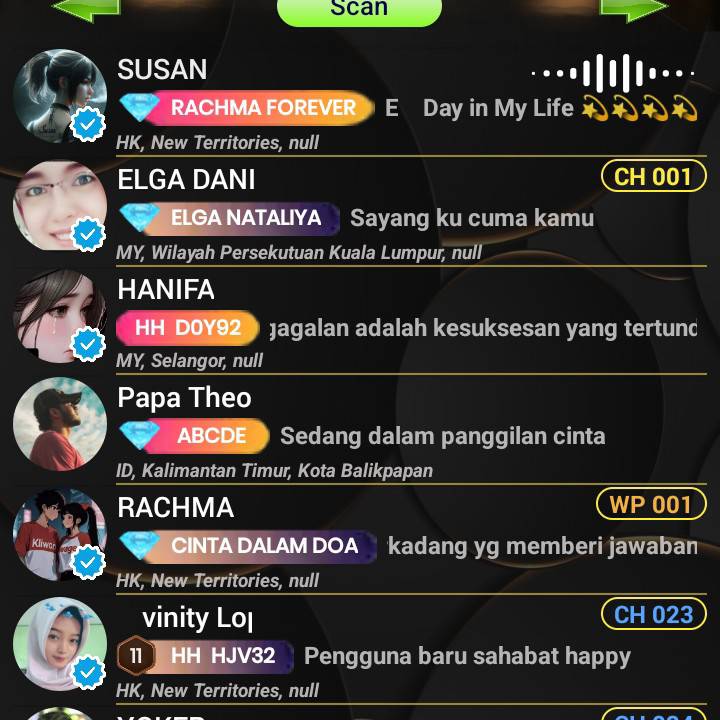 Scan
SUSAN
RACHMA FOREVER E Day in My Life
HK, New Territories, null
ELGA DANI
CH 001
ELGA NATALIYA Sayang ku cuma kamu
MY, Wilayah Persekutuan Kuala Lumpur, null
HANIFA
HH D0Y92 gagalan adalah kesuksesan yang tertund
MY, Selangor, null
Papa Theo
ABCDE Sedang dalam panggilan cinta
ID, Kalimantan Timur, Kota Balikpapan
RACHMA
WP 001
CINTA DALAM DOA kadang yg memberi jawaban
HK, New Territories, null
vinity Lo
CH 023
11 HH HJV32 Pengguna baru sahabat happy
HK, New Territories, null